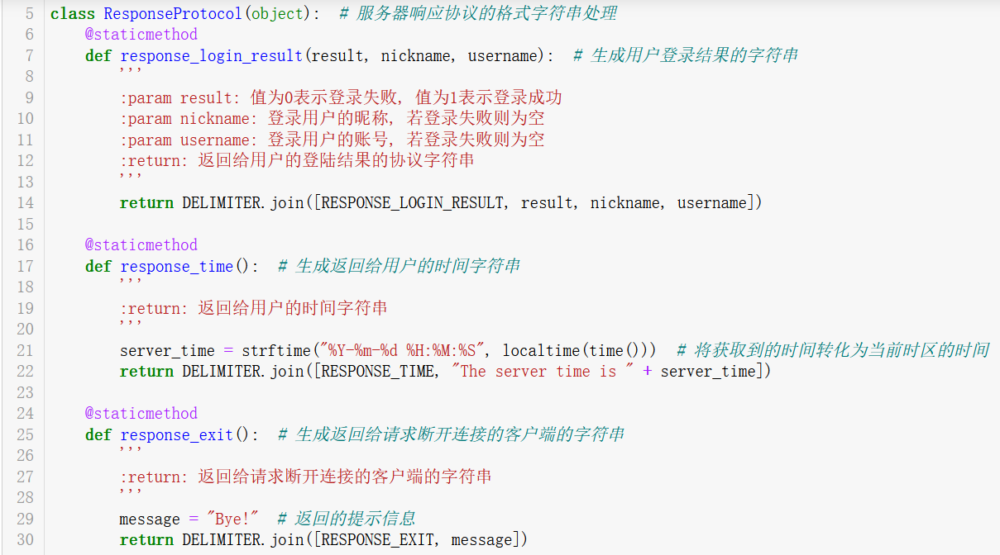 5 class ResponseProtocol(object):  # 服务器响应协议的格式字符串处理
6     @staticmethod
7     def response_login_result(result, nickname, username):  # 生成用户登录结果的字符串
8         '''
9         :param result: 值为0表示登录失败, 值为1表示登录成功
10         :param nickname: 登录用户的昵称, 若登录失败则为空
11         :param username: 登录用户的账号, 若登录失败则为空
12         :return: 返回给用户的登陆结果的协议字符串
13         '''
14         return DELIMITER.join([RESPONSE_LOGIN_RESULT, result, nickname, username])
15
16     @staticmethod
17     def response_time():  # 生成返回给用户的时间字符串
18         '''
19         :return: 返回给用户的时间字符串
20         '''
21         server_time = strftime("%Y-%m-%d %H:%M:%S", localtime(time()))  # 将获取到的时间转化为当前时区的时间
22         return DELIMITER.join([RESPONSE_TIME, "The server time is " + server_time])
23
24     @staticmethod
25     def response_exit():  # 生成返回给请求断开连接的客户端的字符串
26         '''
27         :return: 返回给请求断开连接的客户端的字符串
28         '''
29         message = "Bye!"  # 返回的提示信息
30         return DELIMITER.join([RESPONSE_EXIT, message])